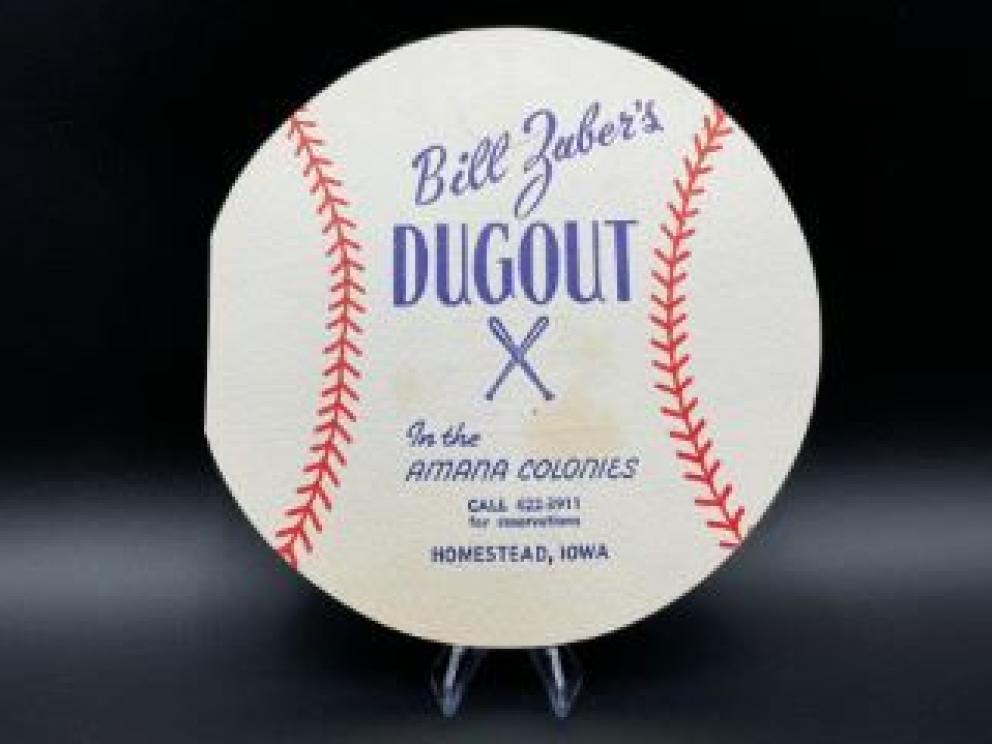 Bill Zuber's
DUGOUT
In the
AMANA COLONIES
CALL 622-3911
for reservations
HOMESTEAD, IOWA